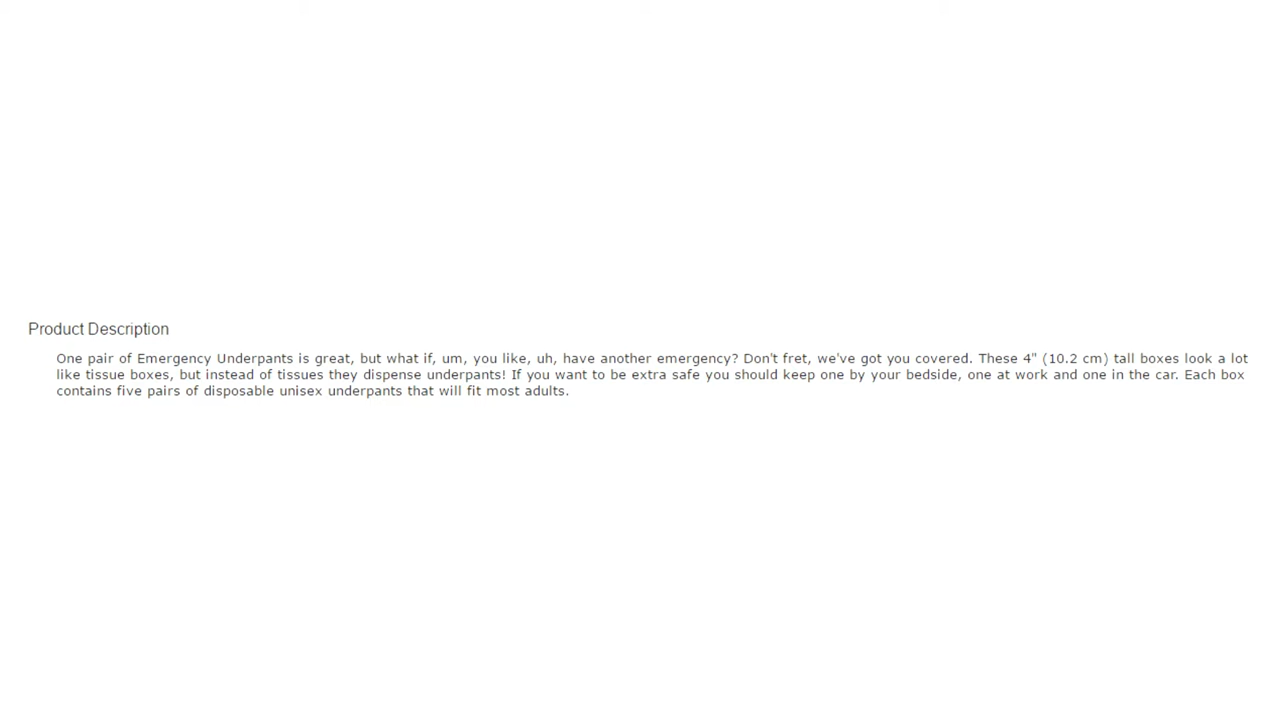 Product Description
One pair of Emergency Underpants is great, but what if, um, you like, uh, have another emergency? Don't fret, we've got you covered. These 4" (10.2 cm) tall boxes look a lot
like tissue boxes, but instead of tissues they dispense underpants! If you want to be extra safe you should keep one by your bedside, one at work and one in the car. Each box
contains five pairs of disposable unisex underpants that will fit most adults.